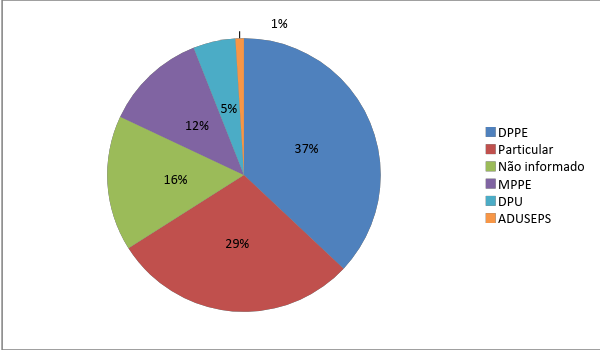 1%
5%
12%
37%
16%
29%
DPPE
Particular
Não informado
MPPE
DPU
ADUSEPS